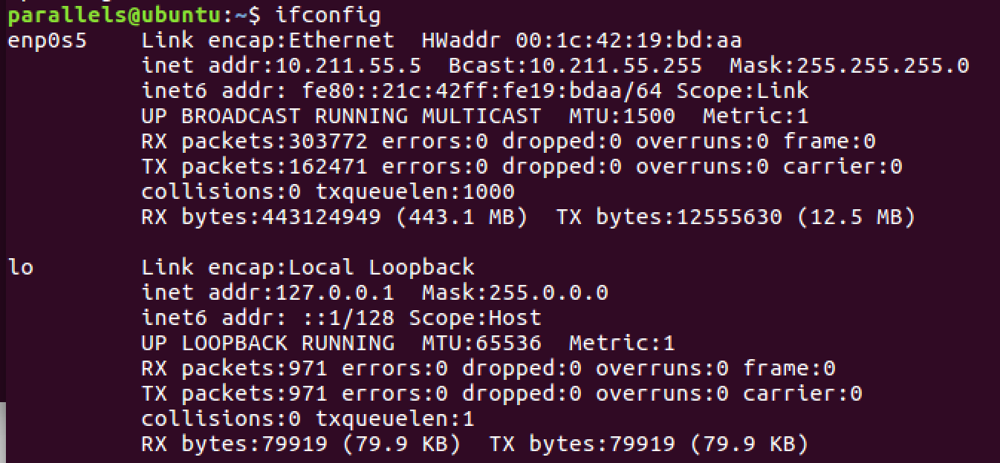 parallels@ubuntu:~$ ifconfig
enp0s5    Link encap:Ethernet  HWaddr 00:1c:42:19:bd:aa
          inet addr:10.211.55.5  Bcast:10.211.55.255  Mask:255.255.255.0
          inet6 addr: fe80::21c:42ff:fe19:bdaa/64 Scope:Link
          UP BROADCAST RUNNING MULTICAST  MTU:1500  Metric:1
          RX packets:303772 errors:0 dropped:0 overruns:0 frame:0
          TX packets:162471 errors:0 dropped:0 overruns:0 carrier:0
          collisions:0 txqueuelen:1000
          RX bytes:443124949 (443.1 MB)  TX bytes:12555630 (12.5 MB)

lo        Link encap:Local Loopback
          inet addr:127.0.0.1  Mask:255.0.0.0
          inet6 addr: ::1/128 Scope:Host
          UP LOOPBACK RUNNING  MTU:65536  Metric:1
          RX packets:971 errors:0 dropped:0 overruns:0 frame:0
          TX packets:971 errors:0 dropped:0 overruns:0 carrier:0
          collisions:0 txqueuelen:1
          RX bytes:79919 (79.9 KB)  TX bytes:79919 (79.9 KB)